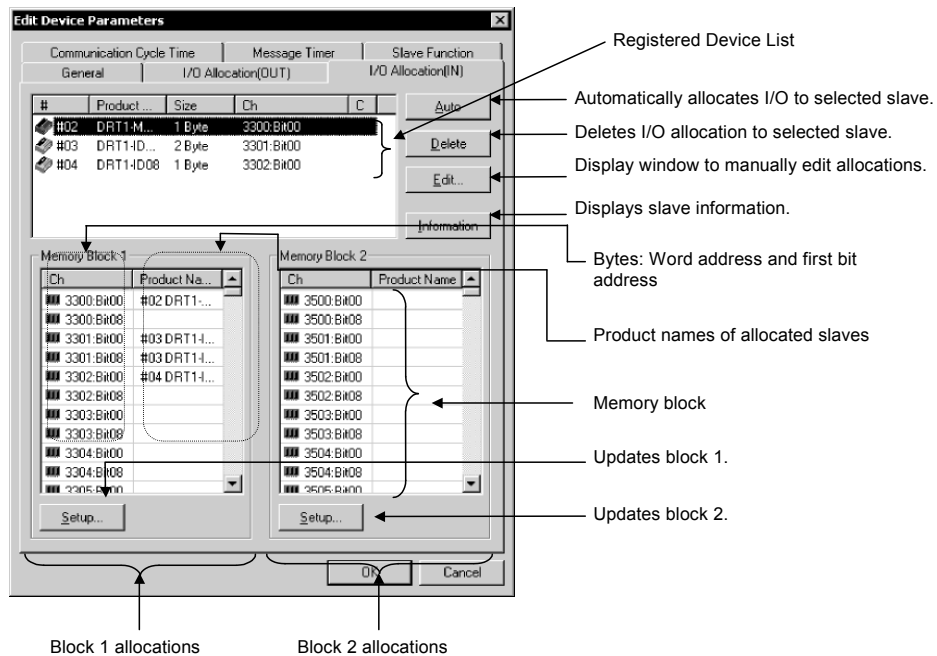 Edit Device Parameters
Communication Cycle Time
Message Timer
Slave Function
General
I/O Allocation(OUT)
I/O Allocation(IN)
# Product ... Size Ch C
#02 DRT1-M... 1 Byte 3300:Bit00
#03 DRT1-ID... 2 Byte 3301:Bit00
#04 DRT1-ID08 1 Byte 3302:Bit00
Auto
Delete
Edit...
Information
Registered Device List
Automatically allocates I/O to selected slave.
Deletes I/O allocation to selected slave.
Display window to manually edit allocations.
Displays slave information.
Bytes: Word address and first bit
address
Product names of allocated slaves
Memory block
Updates block 1.
Updates block 2.
Memory Block 1
Ch Product Na...
3300:Bit00 #02 DRT1-...
3300:Bit08
3301:Bit00 #03 DRT1-I...
3301:Bit08 #03 DRT1-I...
3302:Bit00 #04 DRT1-I...
3302:Bit08
3303:Bit00
3303:Bit08
3304:Bit00
3304:Bit08
3305:Bit00
Setup...
Memory Block 2
Ch Product Name
3500:Bit00
3500:Bit08
3501:Bit00
3501:Bit08
3502:Bit00
3502:Bit08
3503:Bit00
3503:Bit08
3504:Bit00
3504:Bit08
3505:Bit00
Setup...
OK
Cancel
Block 1 allocations
Block 2 allocations